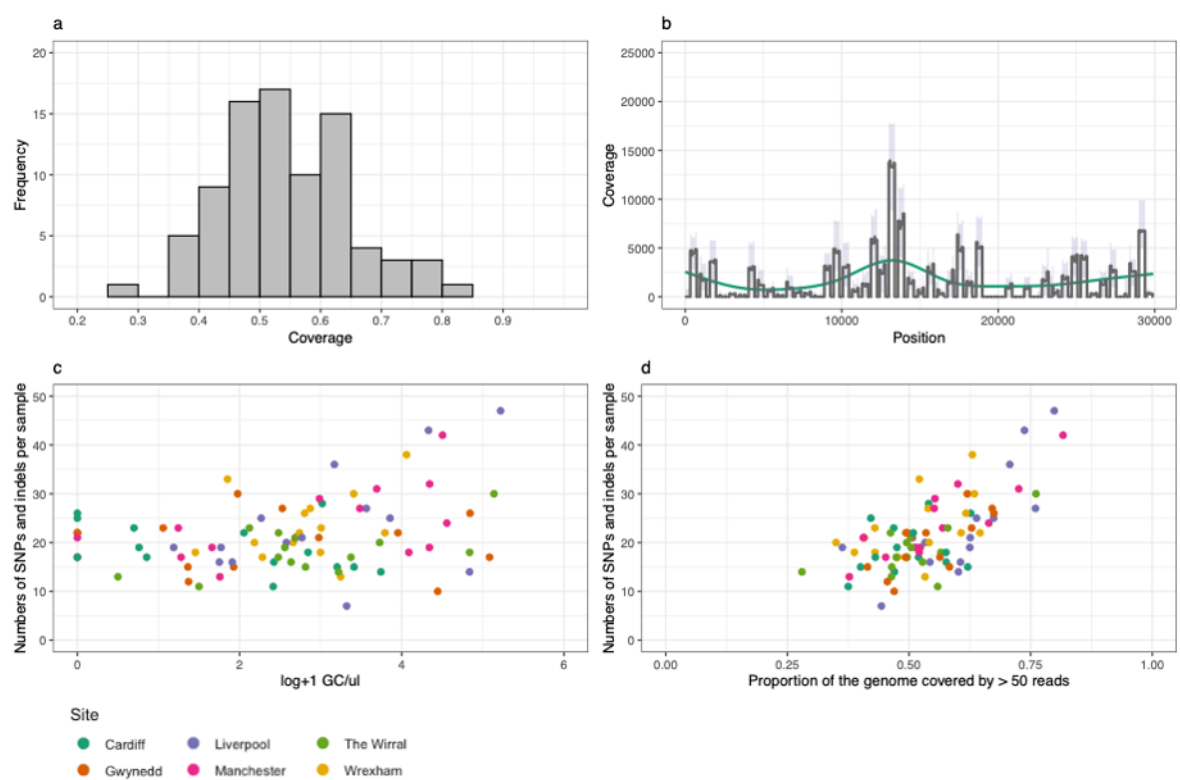 a
20
15
10
5
0
Frequency
0.2 0.3 0.4 0.5 0.6 0.7 0.8 0.9
Coverage
b
25000
20000
15000
10000
5000
0
Coverage
0 10000 20000 30000
Position
c
50
40
30
20
10
0
Numbers of SNPs and indels per sample
0 2 4 6
log+1 GC/ul
d
50
40
30
20
10
0
Numbers of SNPs and indels per sample
0.00 0.25 0.50 0.75 1.00
Proportion of the genome covered by > 50 reads
Site
Cardiff Liverpool The Wirral
Gwynedd Manchester Wrexham